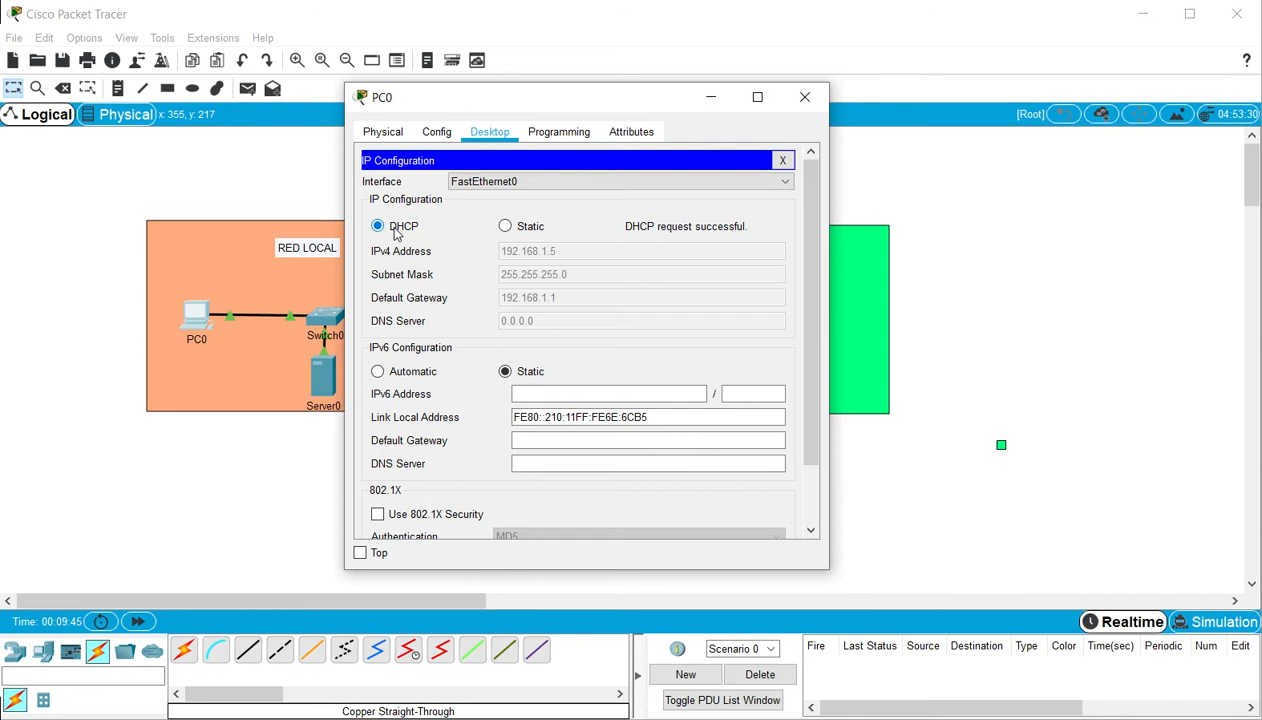 Cisco Packet Tracer
File Edit Options View Tools Extensions Help
?
Logical Physical x: 355, y: 217 [Root] 04:53:30
PC0
Physical Config Desktop Programming Attributes
IP Configuration X
Interface FastEthernet0
IP Configuration
DHCP Static DHCP request successful.
IPv4 Address 192.168.1.5
Subnet Mask 255.255.255.0
Default Gateway 192.168.1.1
DNS Server 0.0.0.0
IPv6 Configuration
Automatic Static
IPv6 Address /
Link Local Address FE80::210:11FF:FE6E:6CB5
Default Gateway
DNS Server
802.1X
Use 802.1X Security
Authentication MD5
Top
RED LOCAL
PC0
Switch0
Server0
Time: 00:09:45 Realtime Simulation
Scenario 0
New Delete
Toggle PDU List Window
Fire Last Status Source Destination Type Color Time(sec) Periodic Num Edit
Copper Straight-Through